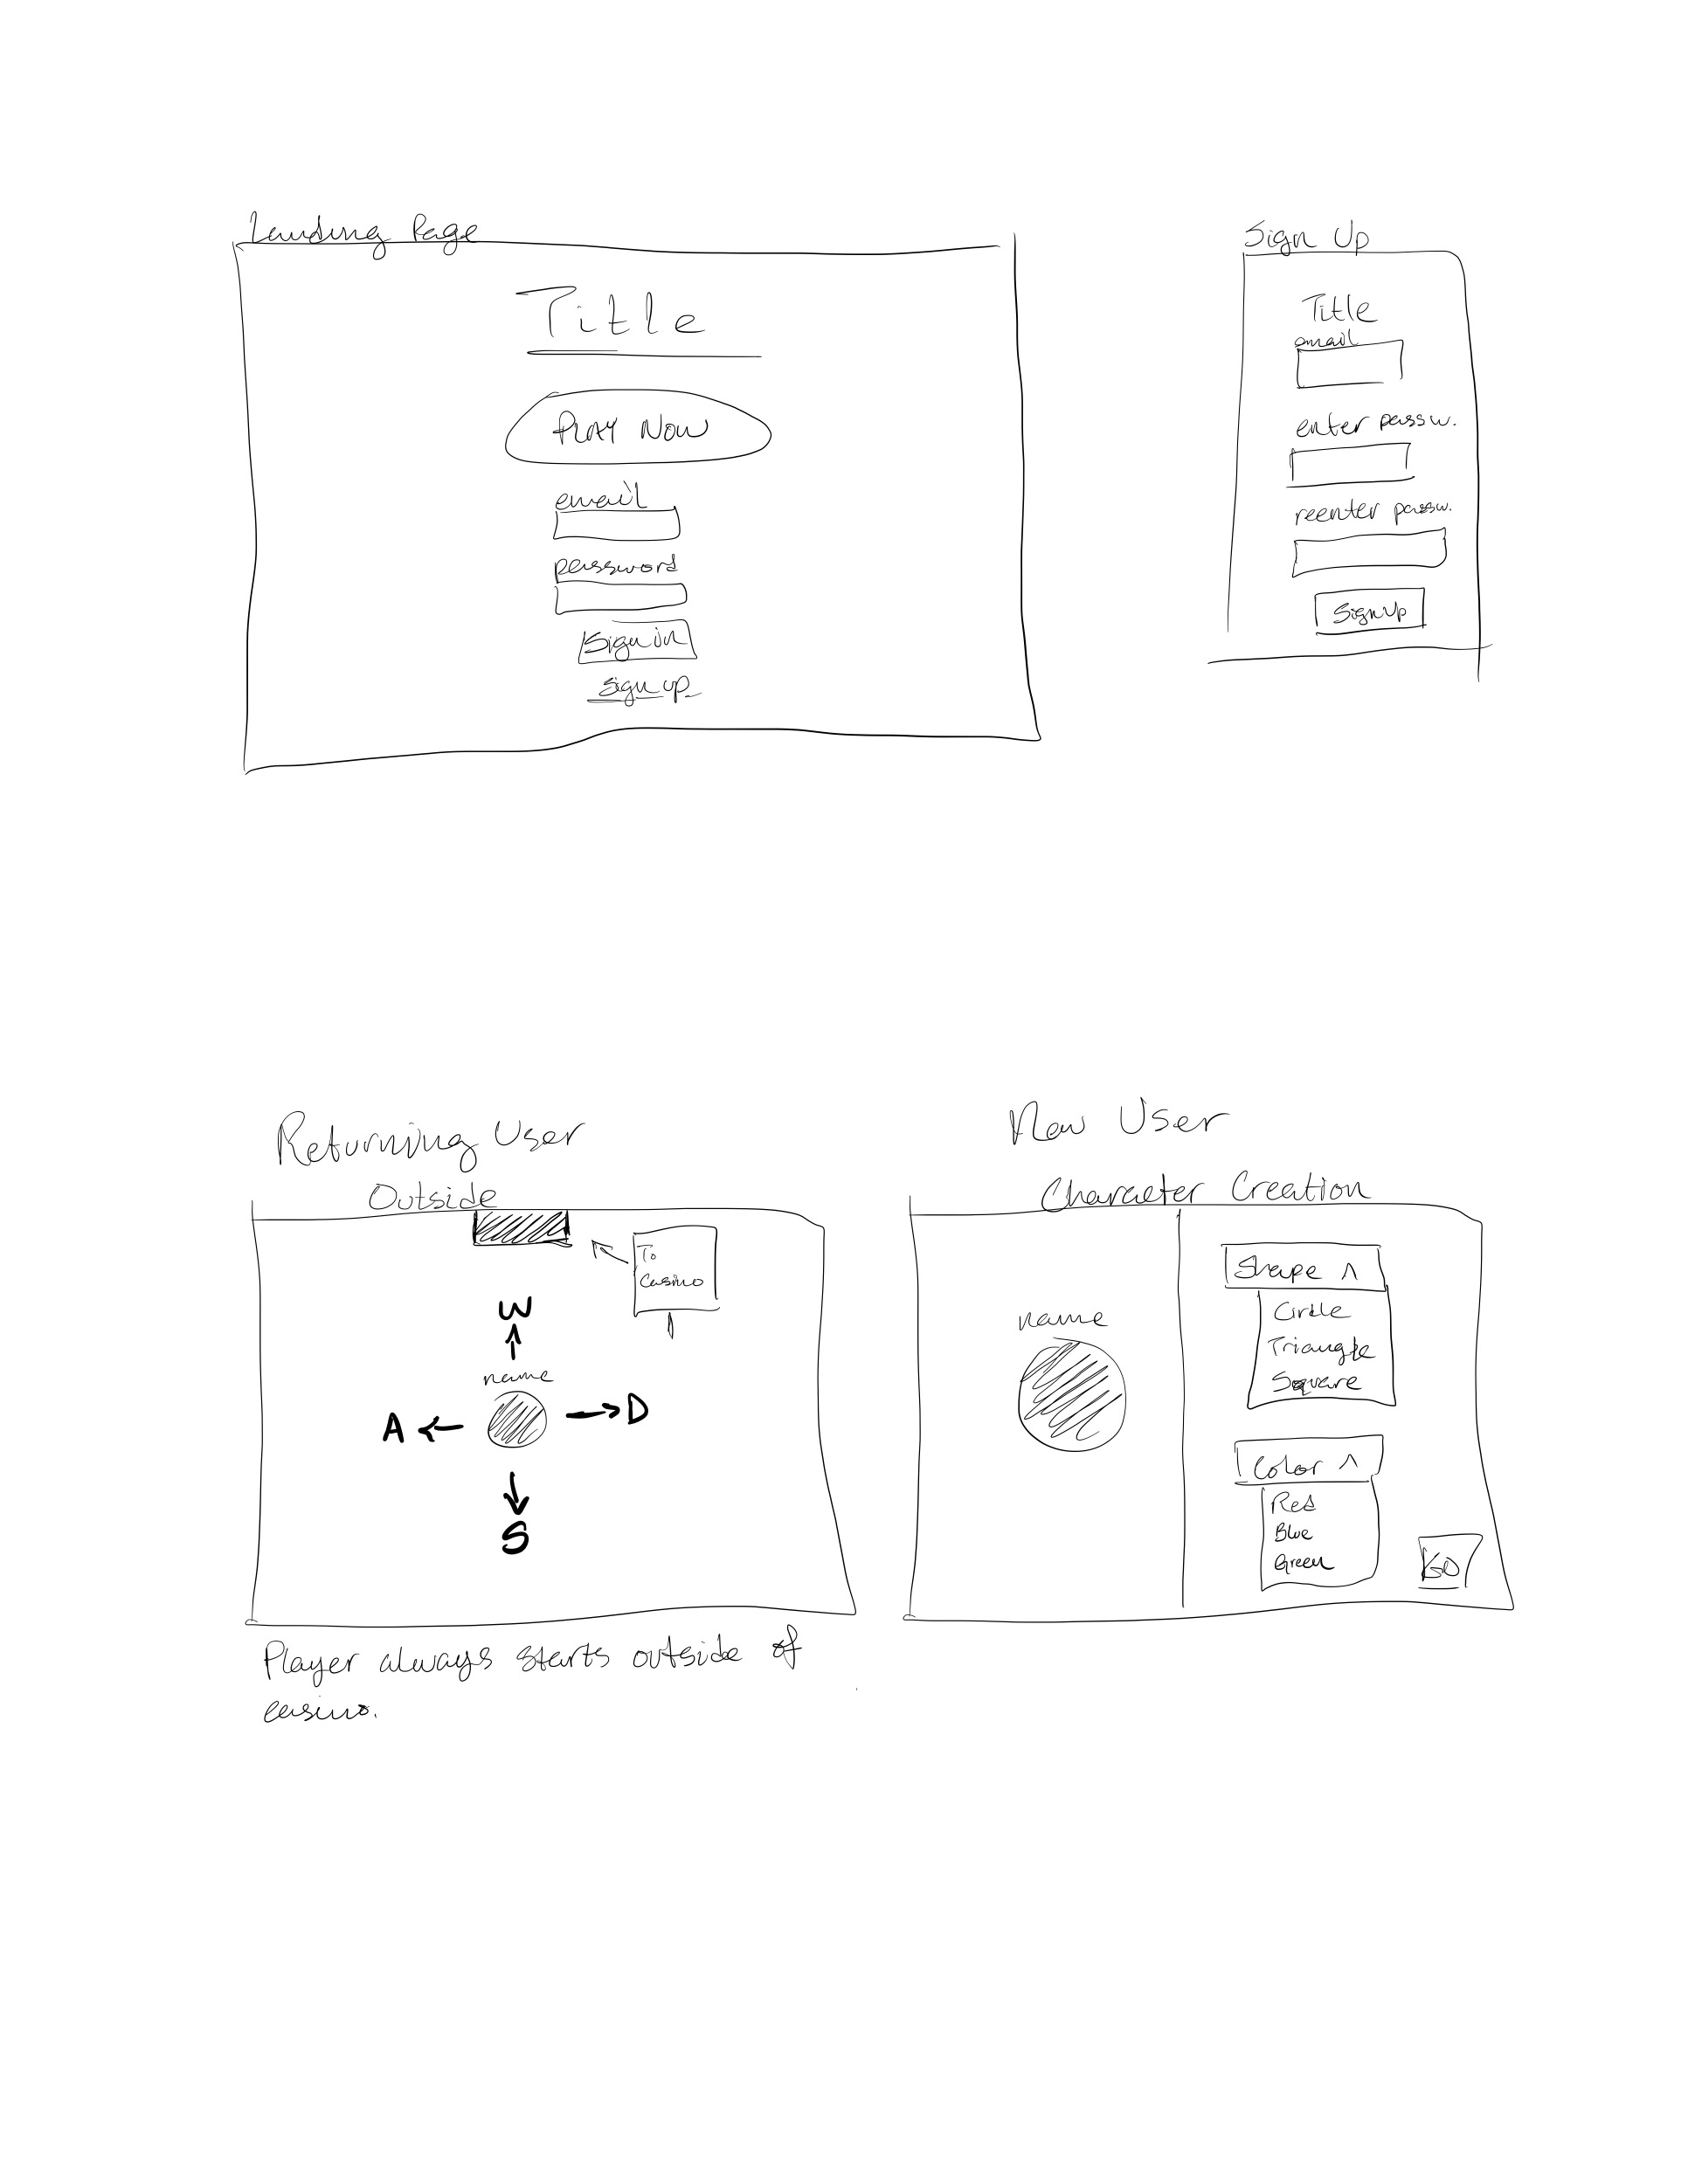 Landing Page
Title
PLAY NOW
email
password
Sign in
Sign up
Sign Up
Title
email
enter passw.
reenter passw.
Sign Up
Returning User
Outside
To
Casino
W
name
A
D
S
Player always starts outside of
casino.
New User
Character Creation
name
Shape ^
Circle
Triangle
Square
Color ^
Red
Blue
Green
GO